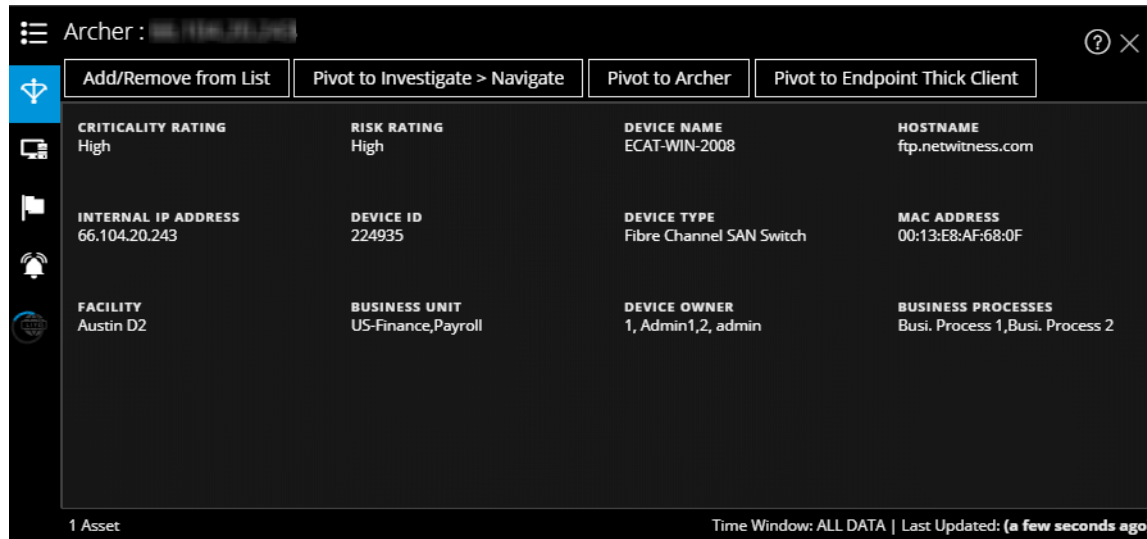 Archer :
Add/Remove from List Pivot to Investigate > Navigate Pivot to Archer Pivot to Endpoint Thick Client
CRITICALITY RATING RISK RATING DEVICE NAME HOSTNAME
High High ECAT-WIN-2008 ftp.netwitness.com
INTERNAL IP ADDRESS DEVICE ID DEVICE TYPE MAC ADDRESS
66.104.20.243 224935 Fibre Channel SAN Switch 00:13:E8:AF:68:0F
FACILITY BUSINESS UNIT DEVICE OWNER BUSINESS PROCESSES
Austin D2 US-Finance,Payroll 1, Admin1,2, admin Busi. Process 1,Busi. Process 2
1 Asset Time Window: ALL DATA | Last Updated: (a few seconds ago